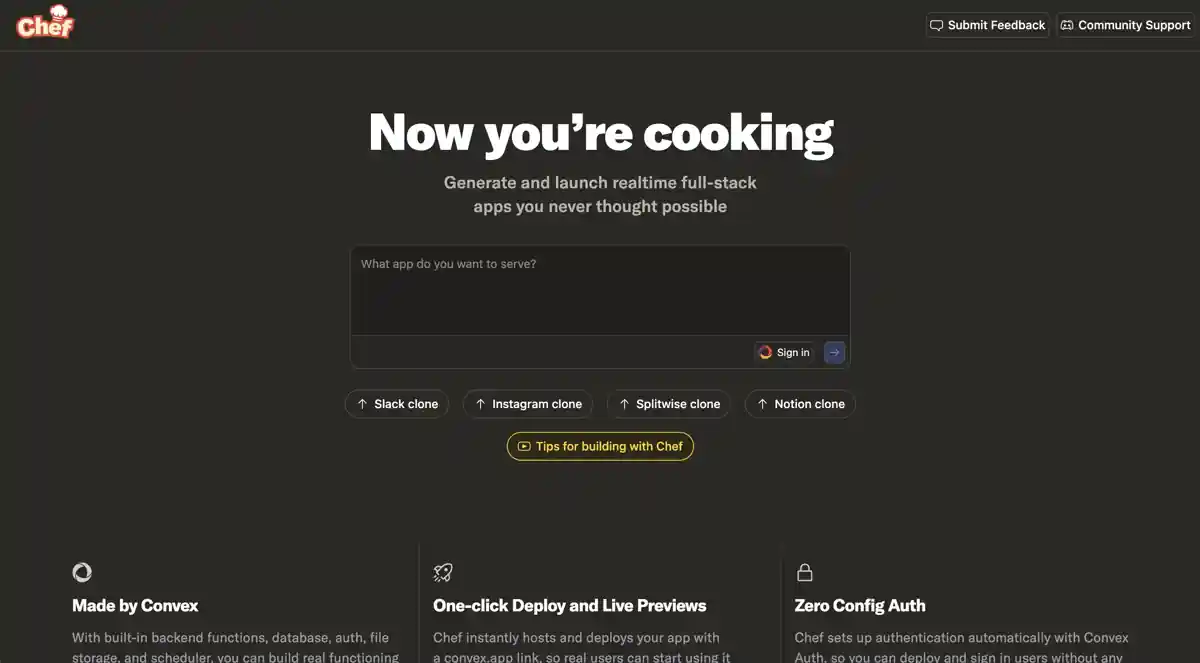 Chef
Submit Feedback
Community Support
Now you’re cooking
Generate and launch realtime full-stack
apps you never thought possible
What app do you want to serve?
Sign in
Slack clone
Instagram clone
Splitwise clone
Notion clone
Tips for building with Chef
Made by Convex
With built-in backend functions, database, auth, file
storage, and scheduler, you can build real functioning
One-click Deploy and Live Previews
Chef instantly hosts and deploys your app with
a convex.app link, so real users can start using it
Zero Config Auth
Chef sets up authentication automatically with Convex
Auth, so you can deploy and sign in users without any